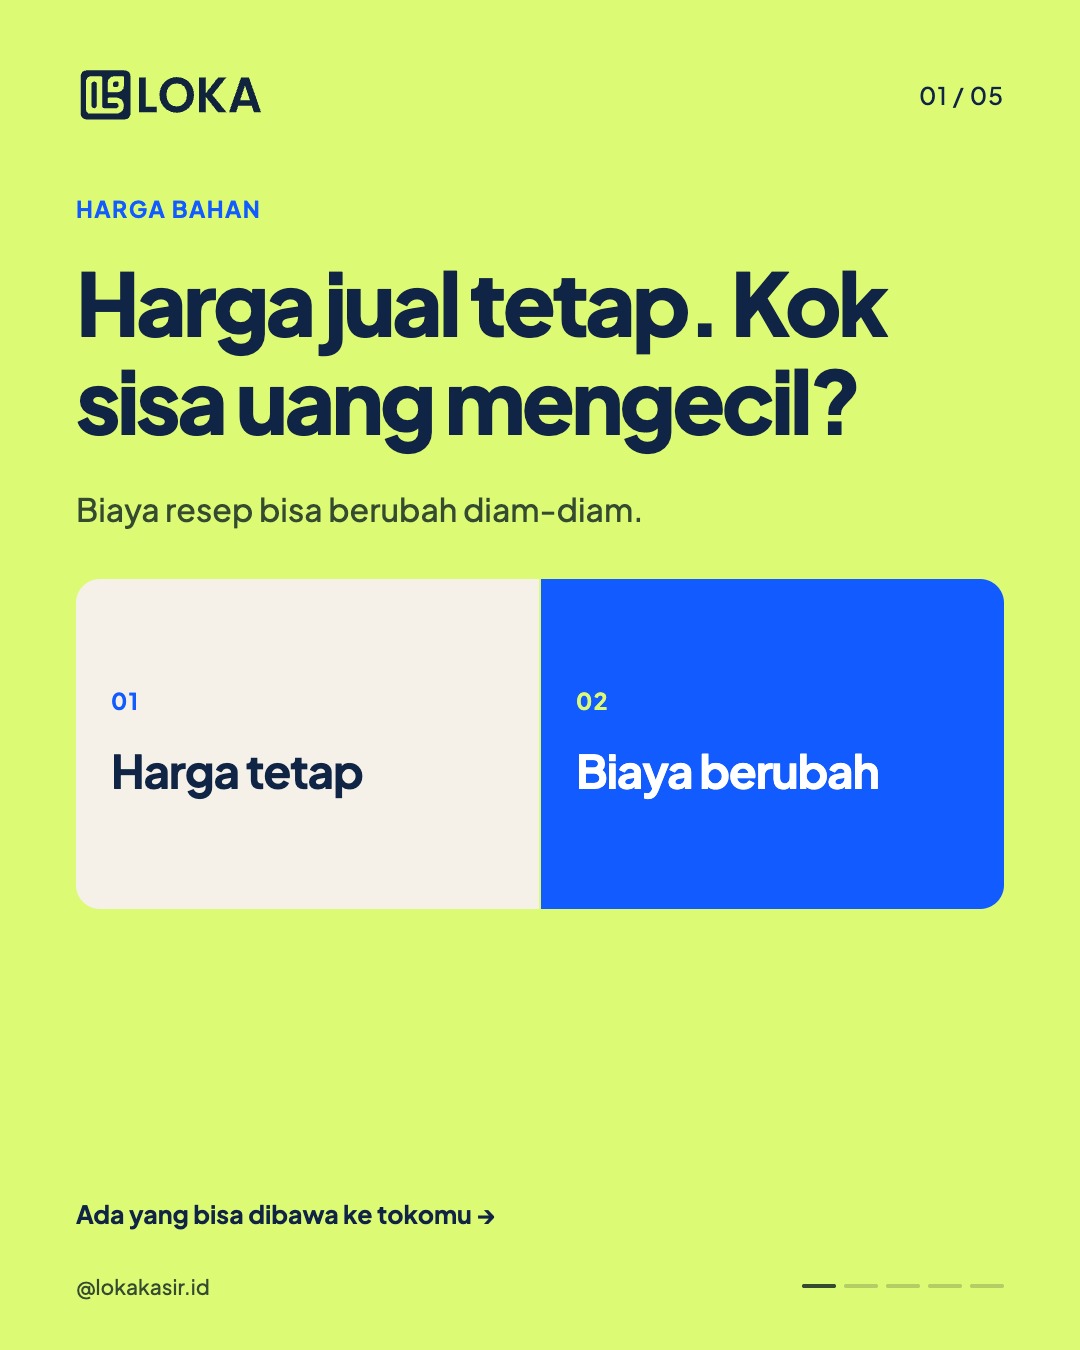 LOKA
01 / 05
HARGA BAHAN
Harga jual tetap. Kok
sisa uang mengecil?
Biaya resep bisa berubah diam-diam.
01
Harga tetap
02
Biaya berubah
Ada yang bisa dibawa ke tokomu →
@lokakasir.id